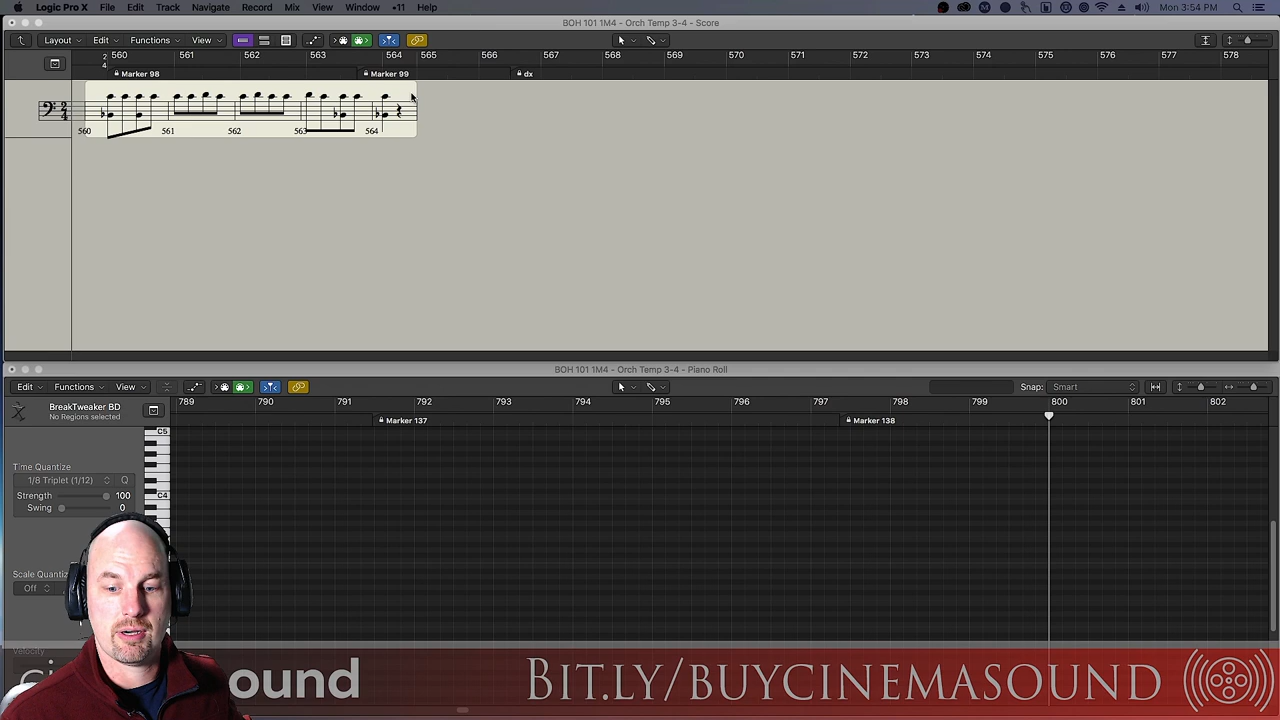 Logic Pro X File Edit Track Navigate Record Mix View Window •11 Help Mon 3:54 PM
BOH 101 1M4 - Orch Temp 3-4 - Score
Layout Edit Functions View
560 561 562 563 564 565 566 567 568 569 570 571 572 573 574 575 576 577 578
Marker 98 Marker 99 dx
560 561 562 563 564
BOH 101 1M4 - Orch Temp 3-4 - Piano Roll
Edit Functions View Snap: Smart
789 790 791 792 793 794 795 796 797 798 799 800 801 802
BreakTweaker BD
No Regions selected
Marker 137 Marker 138
C5
Time Quantize
1/8 Triplet (1/12) Q
Strength 100
C4
Swing 0
Scale Quantiz
Off
Velocity
ound
Bit.ly/buycinemasound